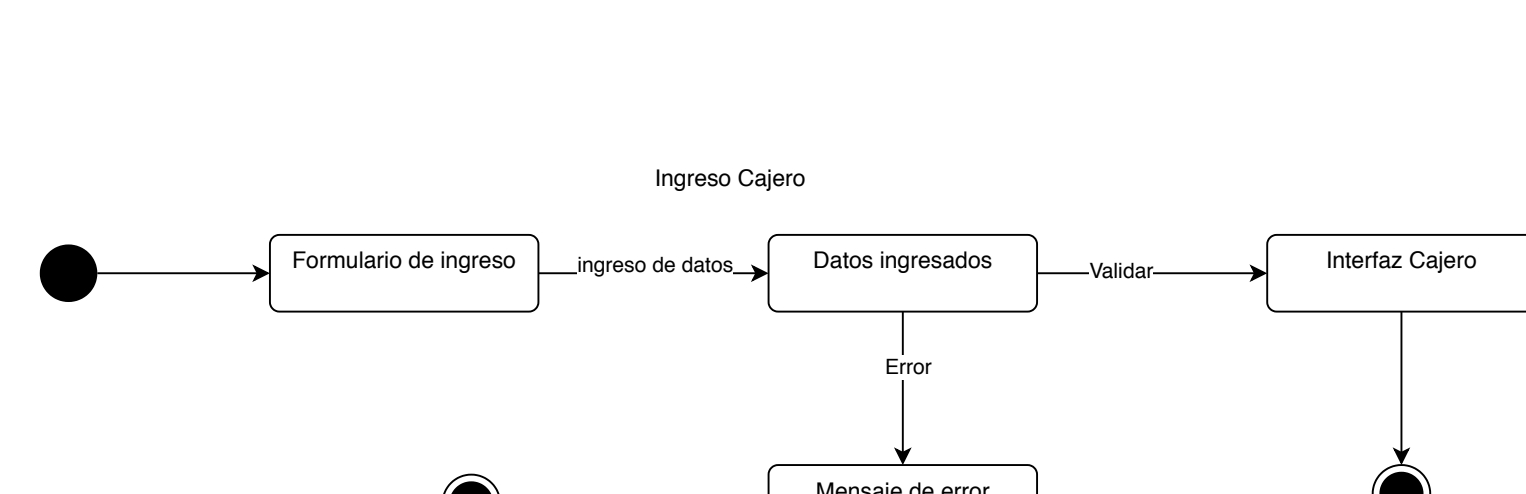 Ingreso Cajero
Formulario de ingreso
ingreso de datos
Datos ingresados
Validar
Interfaz Cajero
Error
Mensaje de error